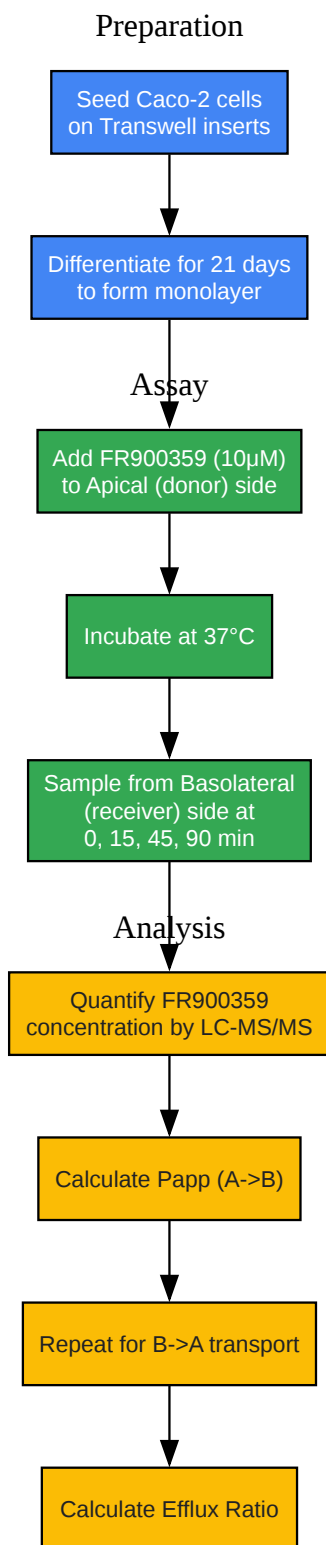 Preparation
Seed Caco-2 cells
on Transwell inserts
Differentiate for 21 days
to form monolayer
Assay
Add FR900359 (10μM)
to Apical (donor) side
Incubate at 37°C
Sample from Basolateral
(receiver) side at
0, 15, 45, 90 min
Analysis
Quantify FR900359
concentration by LC-MS/MS
Calculate Papp (A->B)
Repeat for B->A transport
Calculate Efflux Ratio